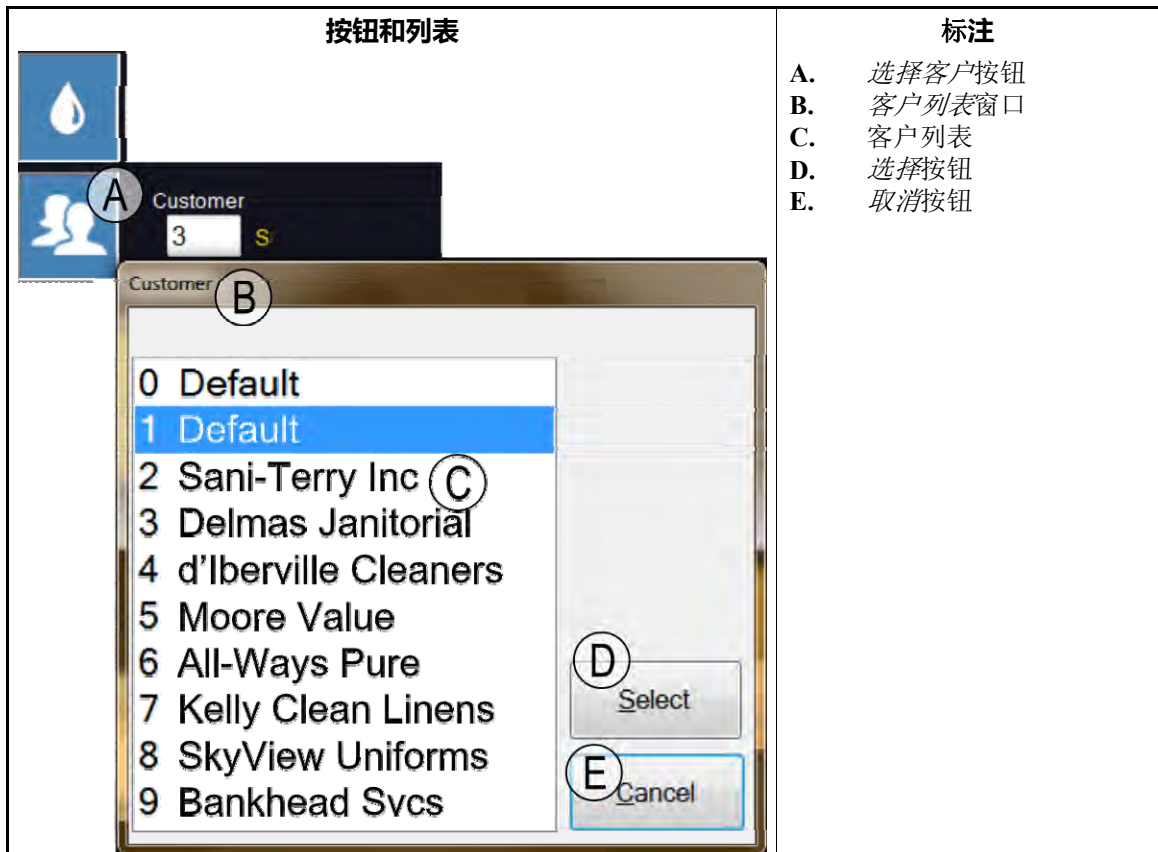 按钮和列表
标注
A. 选择客户按钮
B. 客户列表窗口
C. 客户列表
D. 选择按钮
E. 取消按钮
A
Customer
3 S
Customer
B
0 Default
1 Default
2 Sani-Terry Inc C
3 Delmas Janitorial
4 d'Iberville Cleaners
5 Moore Value
6 All-Ways Pure
7 Kelly Clean Linens
8 SkyView Uniforms
9 Bankhead Svcs
D
Select
E
Cancel